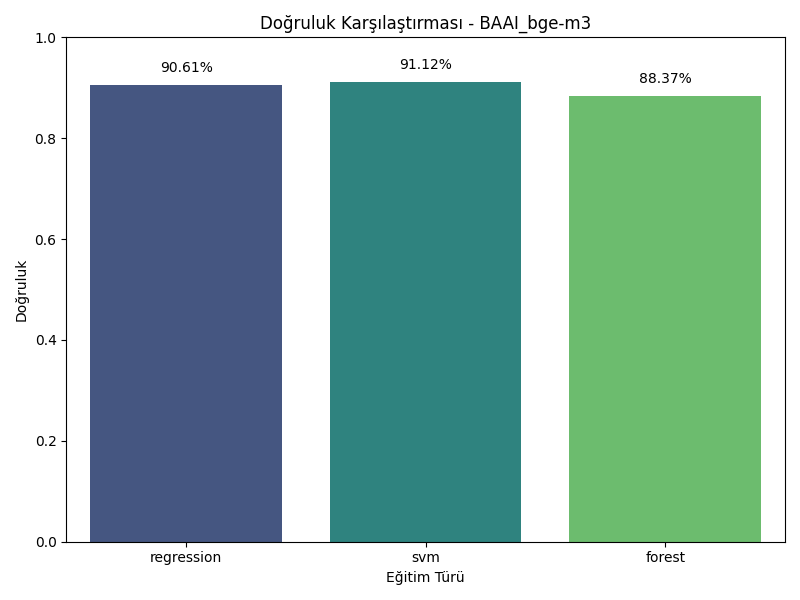 Doğruluk Karşılaştırması - BAAI_bge-m3
Doğruluk
1.0
0.8
0.6
0.4
0.2
0.0
90.61%
91.12%
88.37%
regression
svm
forest
Eğitim Türü